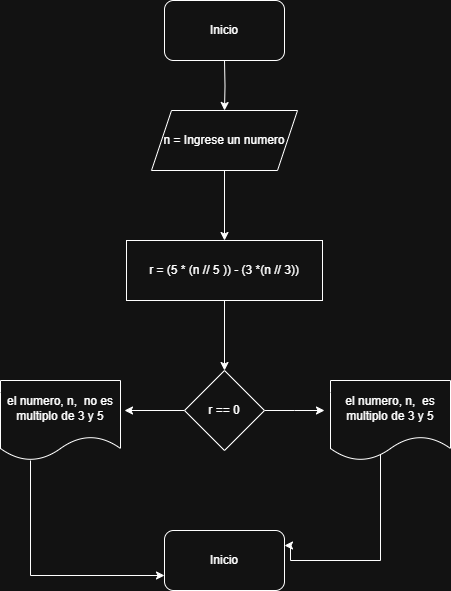 Inicio
n = Ingrese un numero
r = (5 * (n // 5 )) - (3 *(n // 3))
r == 0
el numero, n,  no es
multiplo de 3 y 5
el numero, n,  es
multiplo de 3 y 5
Inicio